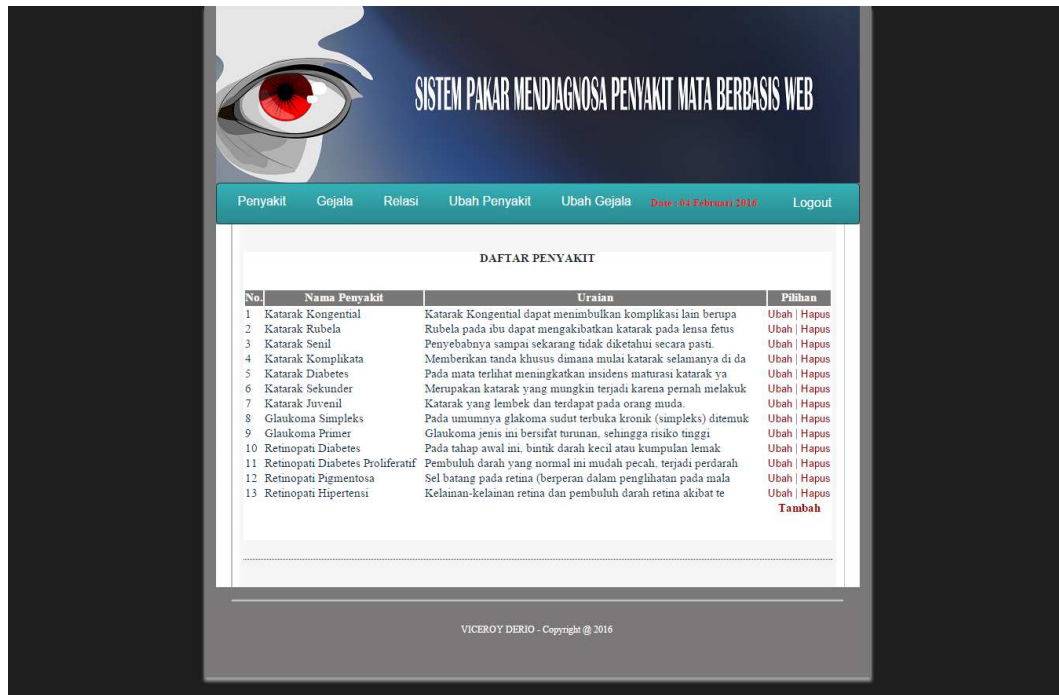 SISTEM PAKAR MENDIAGNOSA PENYAKIT MATA BERBASIS WEB
Penyakit Gejala Relasi Ubah Penyakit Ubah Gejala Date : 04 Februari 2016 Logout
DAFTAR PENYAKIT
No. Nama Penyakit Uraian Pilihan
1 Katarak Kongential Katarak Kongential dapat menimbulkan komplikasi lain berupa Ubah | Hapus
2 Katarak Rubela Rubela pada ibu dapat mengakibatkan katarak pada lensa fetus Ubah | Hapus
3 Katarak Senil Penyebabnya sampai sekarang tidak diketahui secara pasti. Ubah | Hapus
4 Katarak Komplikata Memberikan tanda khusus dimana mulai katarak selamanya di da Ubah | Hapus
5 Katarak Diabetes Pada mata terlihat meningkatkan insidens maturasi katarak ya Ubah | Hapus
6 Katarak Sekunder Merupakan katarak yang mungkin terjadi karena pernah melakuk Ubah | Hapus
7 Katarak Juvenil Katarak yang lembek dan terdapat pada orang muda. Ubah | Hapus
8 Glaukoma Simpleks Pada umumnya glakoma sudut terbuka kronik (simpleks) ditemuk Ubah | Hapus
9 Glaukoma Primer Glaukoma jenis ini bersifat turunan, sehingga risiko tinggi Ubah | Hapus
10 Retinopati Diabetes Pada tahap awal ini, bintik darah kecil atau kumpulan lemak Ubah | Hapus
11 Retinopati Diabetes Proliferatif Pembuluh darah yang normal ini mudah pecah, terjadi perdarah Ubah | Hapus
12 Retinopati Pigmentosa Sel batang pada retina (berperan dalam penglihatan pada mala Ubah | Hapus
13 Retinopati Hipertensi Kelainan-kelainan retina dan pembuluh darah retina akibat te Ubah | Hapus
Tambah
VICEROY DERIO - Copyright @ 2016